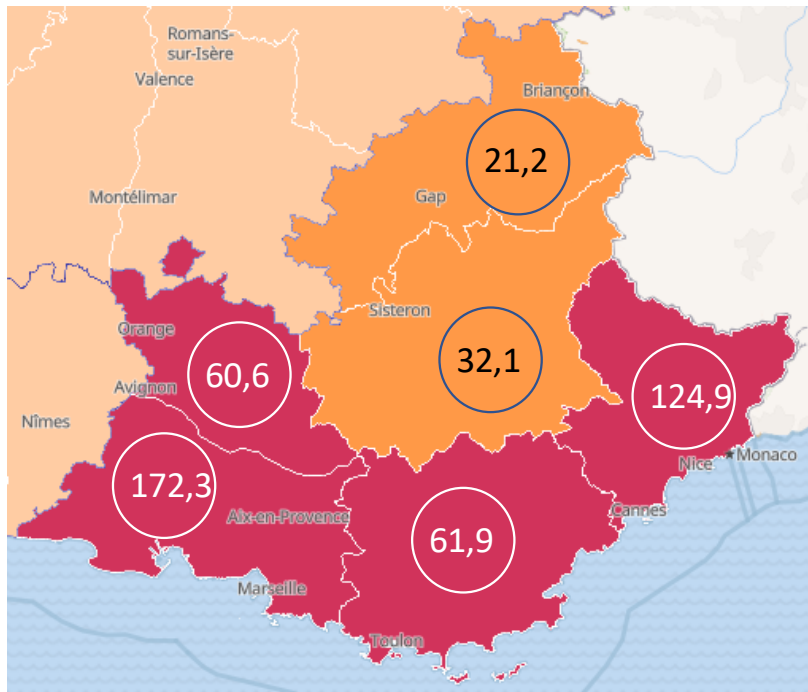 Romans-
sur-Isère
Valence
Briançon
21,2
Montélimar
Gap
Sisteron
Orange
32,1
60,6
Avignon
124,9
Nîmes
Nice
Monaco
172,3
Cannes
Aix-en-Provence
61,9
Marseille
Toulon